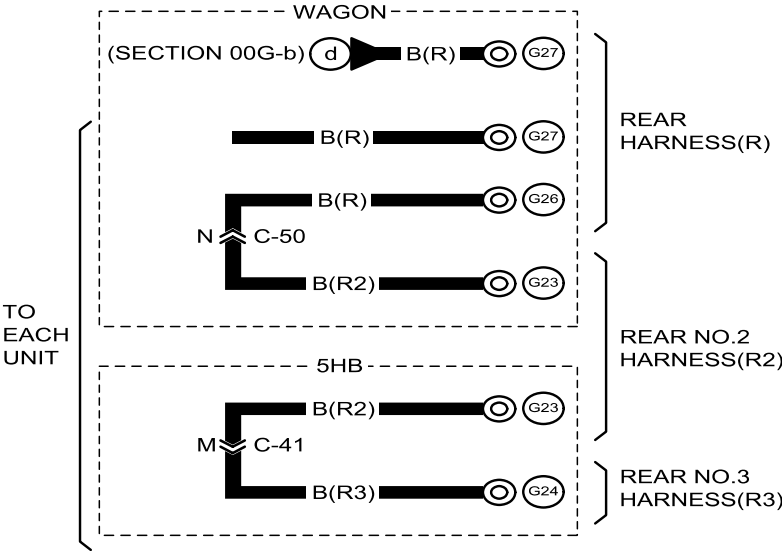 WAGON
(SECTION 00G-b) d B(R) G27
B(R) G27
B(R) G26
N C-50
B(R2) G23
REAR
HARNESS(R)
TO
EACH
UNIT
REAR NO.2
HARNESS(R2)
5HB
B(R2) G23
M C-41
B(R3) G24
REAR NO.3
HARNESS(R3)